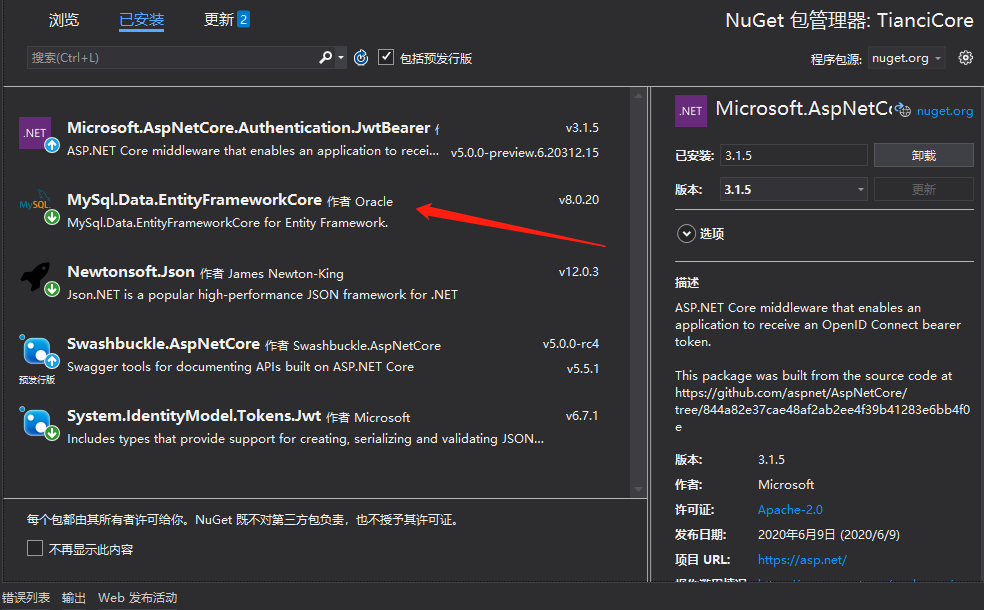 浏览 已安装 更新 2
NuGet 包管理器: TianciCore
搜索(Ctrl+L)
包括预发行版
程序包源: nuget.org
.NET
Microsoft.AspNetCore.Authentication.JwtBearer
v3.1.5
ASP.NET Core middleware that enables an application to recei...
v5.0.0-preview.6.20312.15
MySQL
MySql.Data.EntityFrameworkCore 作者 Oracle
v8.0.20
MySql.Data.EntityFrameworkCore for Entity Framework.
Newtonsoft.Json 作者 James Newton-King
v12.0.3
Json.NET is a popular high-performance JSON framework for .NET
Swashbuckle.AspNetCore 作者 Swashbuckle.AspNetCore
v5.0.0-rc4
Swagger tools for documenting APIs built on ASP.NET Core
v5.5.1
预发行版
System.IdentityModel.Tokens.Jwt 作者 Microsoft
v6.7.1
Includes types that provide support for creating, serializing and validating JSON...
每个包都由其所有者许可给你。NuGet 既不对第三方包负责，也不授予其许可证。
不再显示此内容
.NET
Microsoft.AspNetC
nuget.org
已安装: 3.1.5
卸载
版本: 3.1.5
更新
选项
描述
ASP.NET Core middleware that enables an
application to receive an OpenID Connect bearer
token.
This package was built from the source code at
https://github.com/aspnet/AspNetCore/
tree/844a82e37cae48af2ab2ee4f39b41283e6bb4f0
e
版本: 3.1.5
作者: Microsoft
许可证: Apache-2.0
发布日期: 2020年6月9日 (2020/6/9)
项目 URL: https://asp.net/
错误列表 输出 Web 发布活动